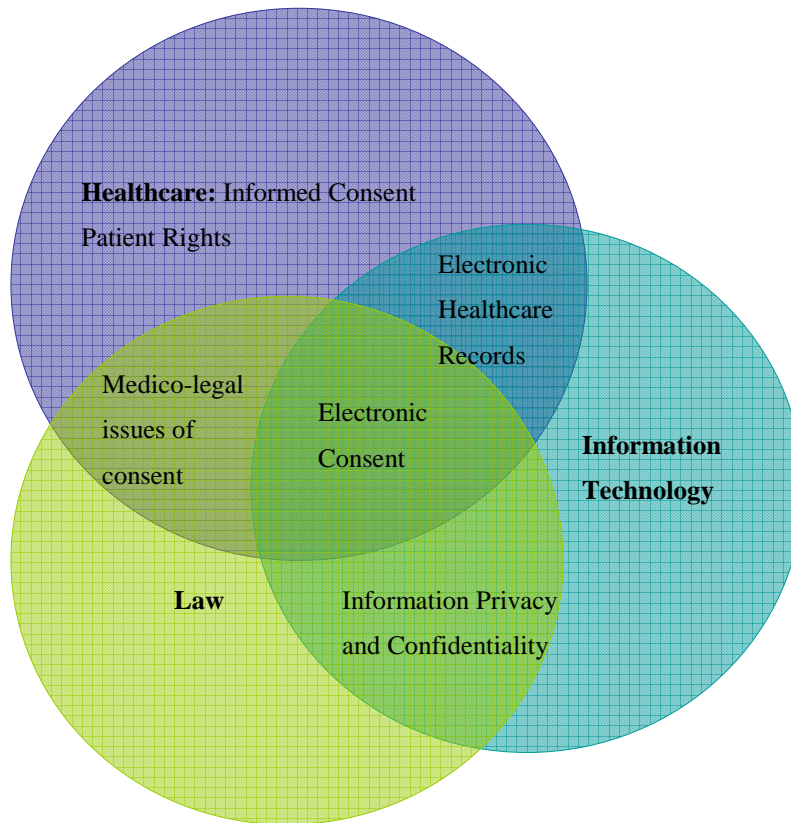 Healthcare: Informed Consent
Patient Rights
Electronic
Healthcare
Records
Medico-legal
issues of
consent
Electronic
Consent
Information
Technology
Law
Information Privacy
and Confidentiality